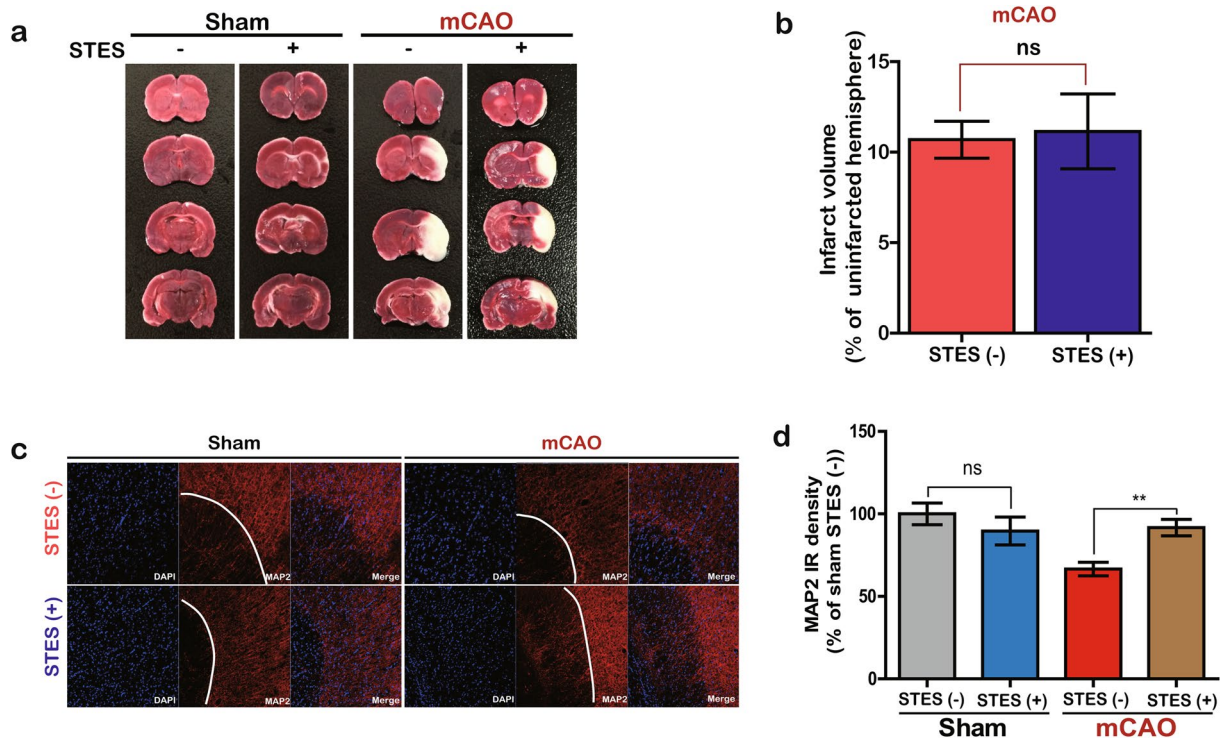 a
Sham
mCAO
STES
-
+
-
+
b
mCAO
ns
Infarct volume
(% of uninfarcted hemisphere)
15
10
5
0
STES (-)
STES (+)
c
Sham
mCAO
STES (-)
DAPI
MAP2
Merge
DAPI
MAP2
Merge
STES (+)
DAPI
MAP2
Merge
DAPI
MAP2
Merge
d
MAP2 IR density
(% of sham STES (-))
150
100
50
0
ns
**
STES (-)
STES (+)
STES (-)
STES (+)
Sham
mCAO